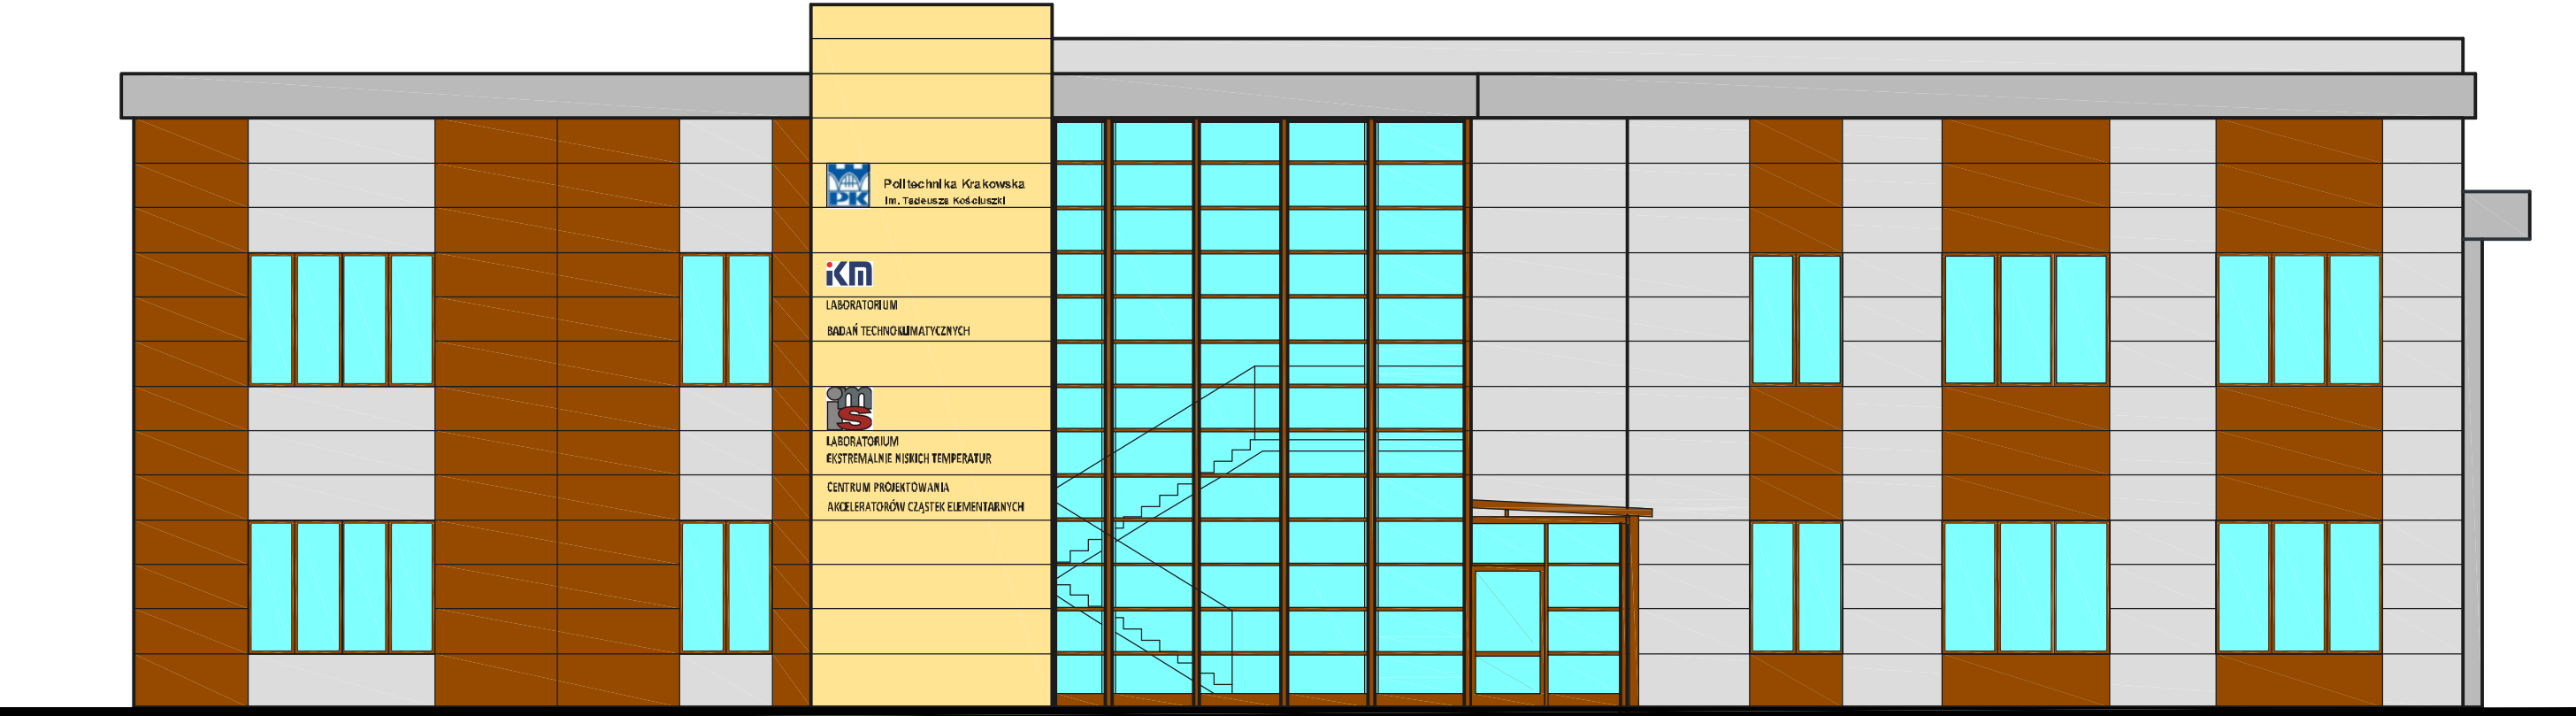 PK
Politechnika Krakowska
im. Tadeusza Kościuszki
iKM
LABORATORIUM
BADAŃ TECHNOKLIMATYCZNYCH
ims
LABORATORIUM
EKSTREMALNIE NISKICH TEMPERATUR
CENTRUM PROJEKTOWANIA
AKCELERATORÓW CZĄSTEK ELEMENTARNYCH